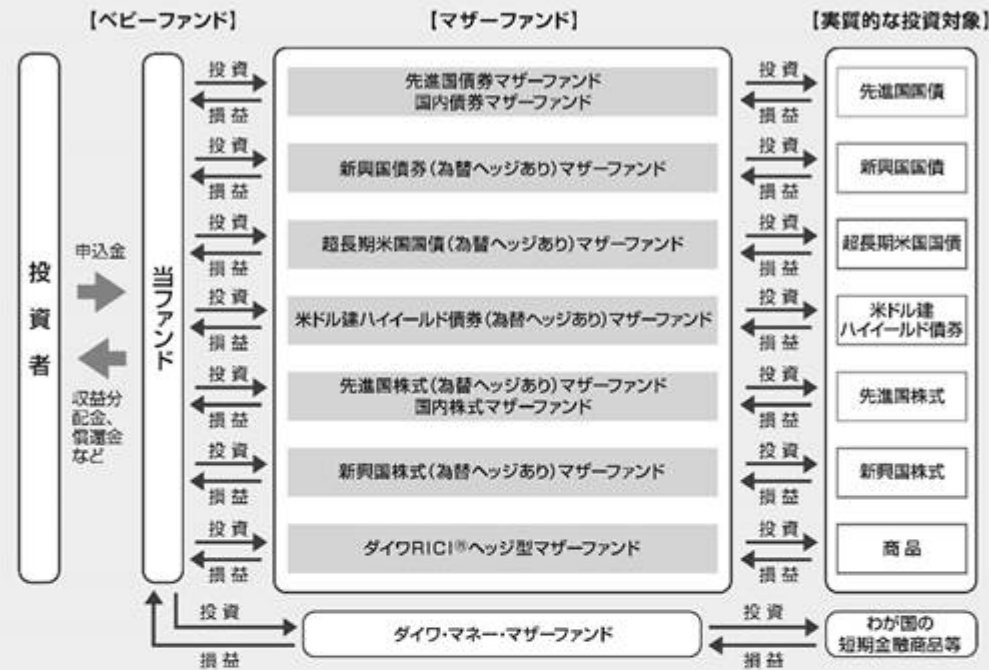 【ベビーファンド】
【マザーファンド】
【実質的な投資対象】
投資者
申込金
収益分
配金、
償還金
など
当ファンド
投資
損益
先進国債券マザーファンド
国内債券マザーファンド
投資
損益
先進国国債
投資
損益
新興国債券(為替ヘッジあり)マザーファンド
投資
損益
新興国国債
投資
損益
超長期米国国債(為替ヘッジあり)マザーファンド
投資
損益
超長期米国国債
投資
損益
米ドル建ハイイールド債券(為替ヘッジあり)マザーファンド
投資
損益
米ドル建
ハイイールド債券
投資
損益
先進国株式(為替ヘッジあり)マザーファンド
国内株式マザーファンド
投資
損益
先進国株式
投資
損益
新興国株式(為替ヘッジあり)マザーファンド
投資
損益
新興国株式
投資
損益
ダイワRICI®ヘッジ型マザーファンド
投資
損益
商品
投資
損益
ダイワ・マネー・マザーファンド
投資
損益
わが国の
短期金融商品等